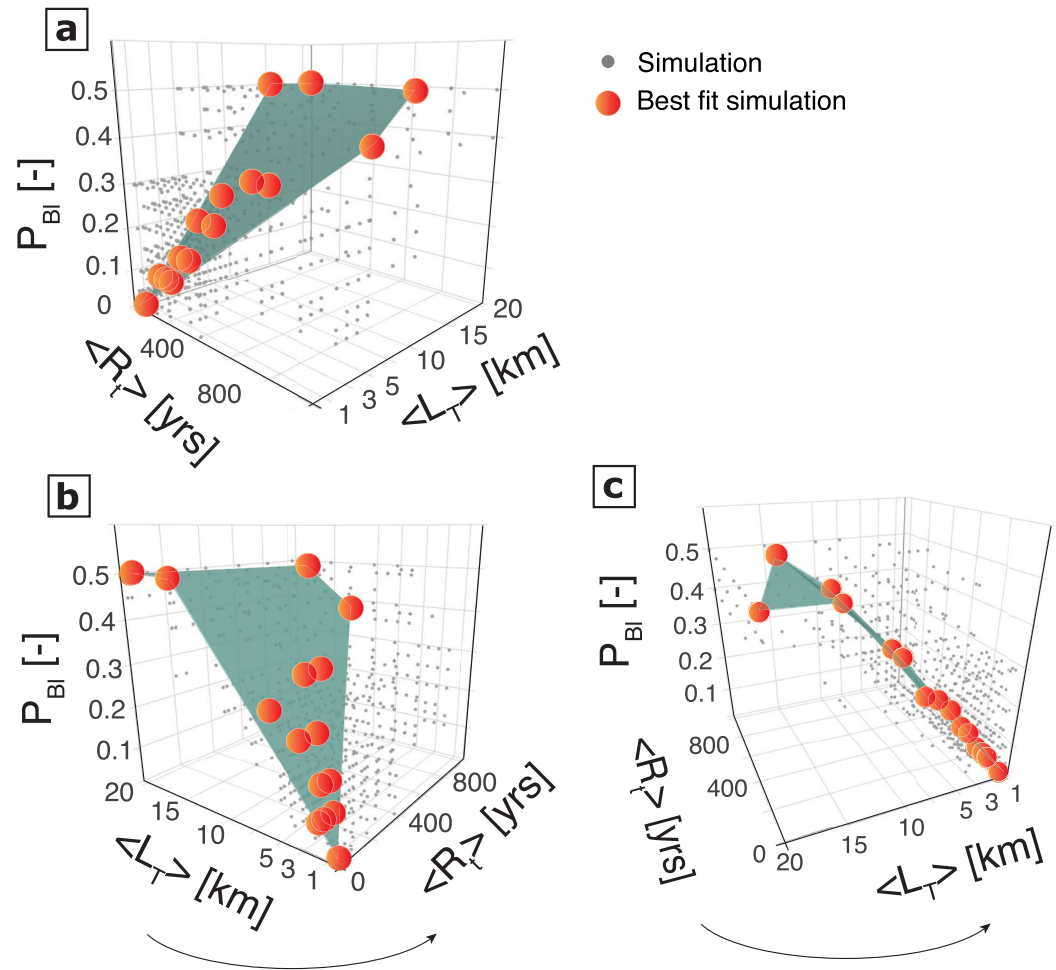 a
Simulation
Best fit simulation
0.5
0.4
0.3
0.2
0.1
0
P_BI [-]
400
800
<R_t> [yrs]
1 3 5 10 15 20
<L_T> [km]
b
0.5
0.4
0.3
0.2
0.1
P_BI [-]
20 15 10 5 3 1
<L_T> [km]
0 400 800
<R_t> [yrs]
c
0.5
0.4
0.3
0.2
0.1
P_BI [-]
800
400
0
<R_t> [yrs]
20 15 10 5 3 1
<L_T> [km]